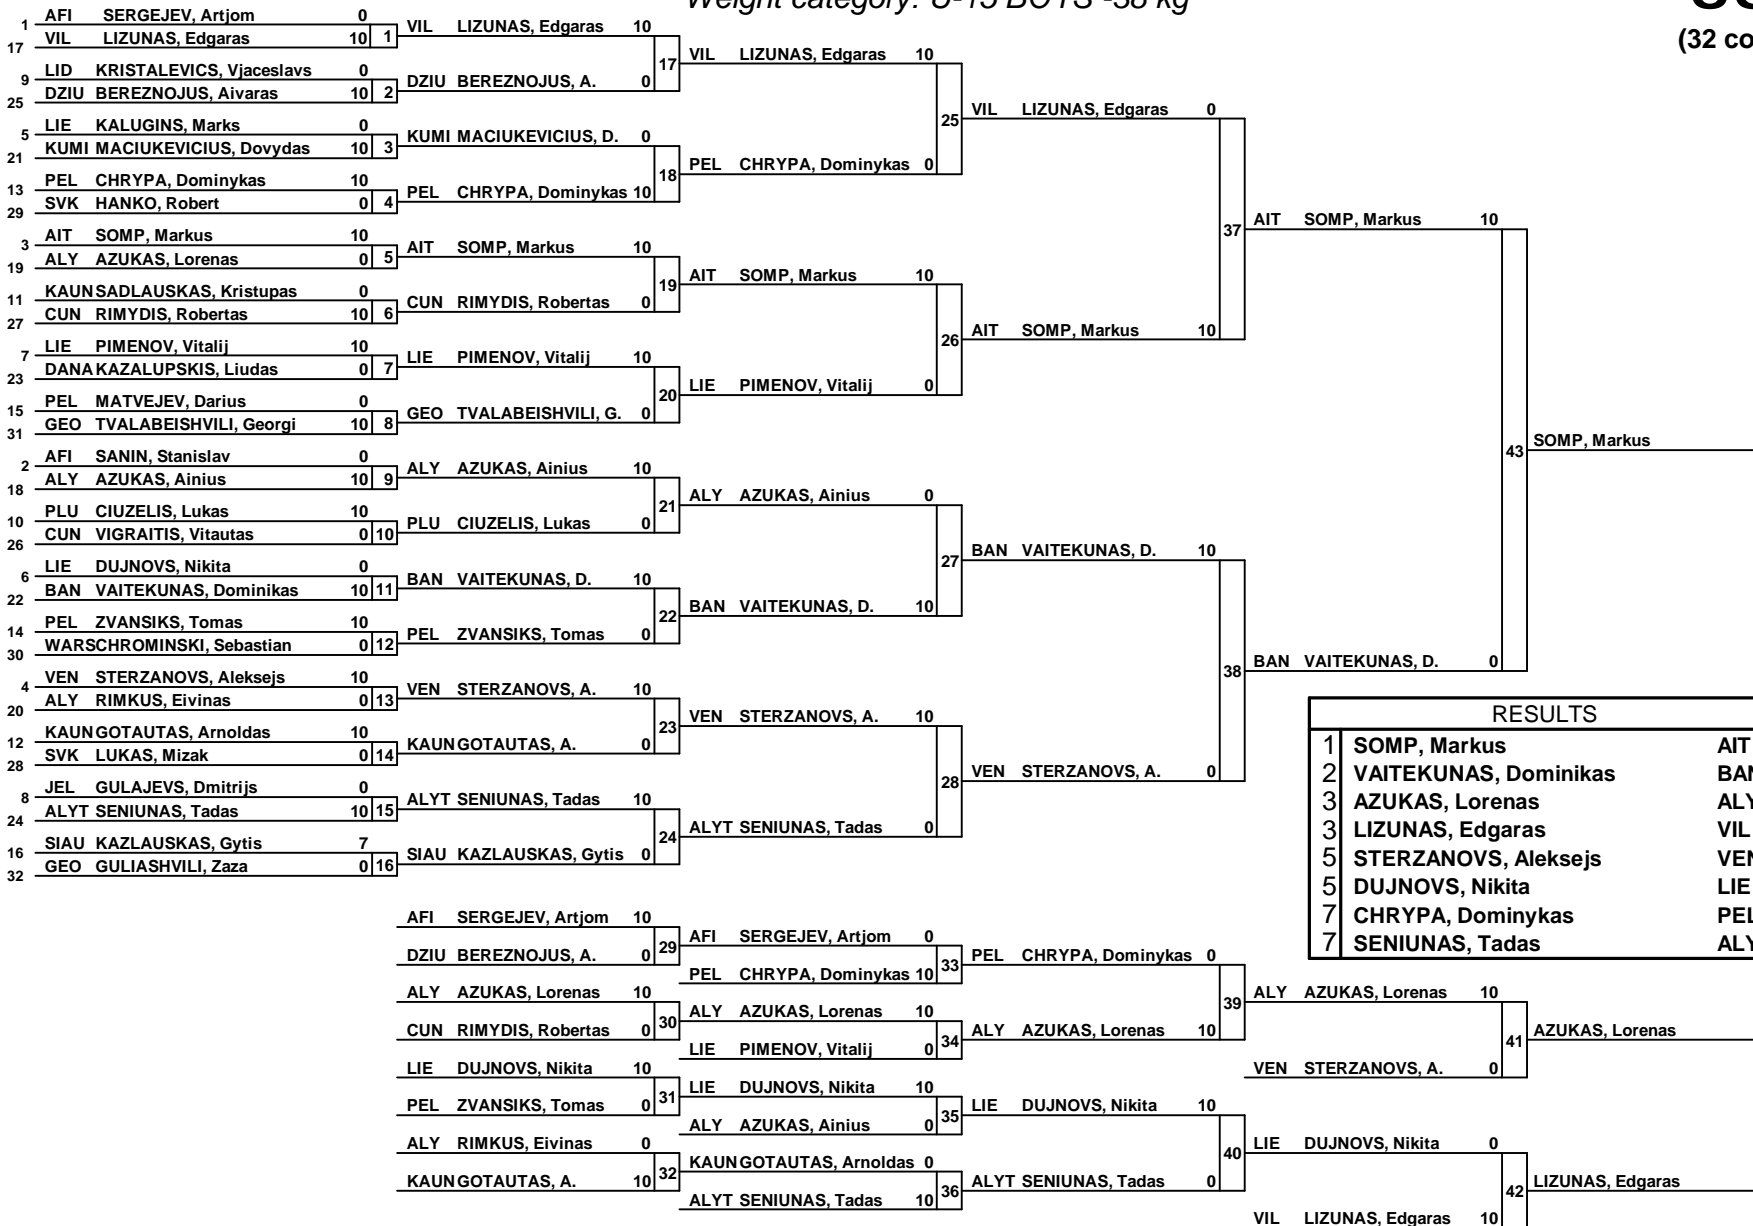 Weight category: U-15 BOYS -38 kg
(32 co
1 AFI SERGEJEV, Artjom 0
17 VIL LIZUNAS, Edgaras 10 1
9 LID KRISTALEVICS, Vjaceslavs 0
25 DZIU BEREZNOJUS, Aivaras 10 2
5 LIE KALUGINS, Marks 0
21 KUMI MACIUKEVICIUS, Dovydas 10 3
13 PEL CHRYPA, Dominykas 10
29 SVK HANKO, Robert 0 4
3 AIT SOMP, Markus 10
19 ALY AZUKAS, Lorenas 0 5
11 KAUN SADLAUSKAS, Kristupas 0
27 CUN RIMYDIS, Robertas 10 6
7 LIE PIMENOV, Vitalij 10
23 DANA KAZALUPSKIS, Liudas 0 7
15 PEL MATVEJEV, Darius 0
31 GEO TVALABEISHVILI, Georgi 10 8
2 AFI SANIN, Stanislav 0
18 ALY AZUKAS, Ainius 10 9
10 PLU CIUZELIS, Lukas 10
26 CUN VIGRAITIS, Vitautas 0 10
6 LIE DUJNOVS, Nikita 0
22 BAN VAITEKUNAS, Dominikas 10 11
14 PEL ZVANSIKS, Tomas 10
30 WARS CHROMINSKI, Sebastian 0 12
4 VEN STERZANOVS, Aleksejs 10
20 ALY RIMKUS, Eivinas 0 13
12 KAUN GOTAUTAS, Arnoldas 10
28 SVK LUKAS, Mizak 0 14
8 JEL GULAJEVS, Dmitrijs 0
24 ALYT SENIUNAS, Tadas 10 15
16 SIAU KAZLAUSKAS, Gytis 7
32 GEO GULIASHVILI, Zaza 0 16
VIL LIZUNAS, Edgaras 10
DZIU BEREZNOJUS, A. 0 17
KUMI MACIUKEVICIUS, D. 0
PEL CHRYPA, Dominykas 10 18
AIT SOMP, Markus 10
CUN RIMYDIS, Robertas 0 19
LIE PIMENOV, Vitalij 10
GEO TVALABEISHVILI, G. 0 20
ALY AZUKAS, Ainius 10
PLU CIUZELIS, Lukas 0 21
BAN VAITEKUNAS, D. 10
PEL ZVANSIKS, Tomas 0 22
VEN STERZANOVS, A. 10
KAUN GOTAUTAS, A. 0 23
ALYT SENIUNAS, Tadas 10
SIAU KAZLAUSKAS, Gytis 0 24
VIL LIZUNAS, Edgaras 10
PEL CHRYPA, Dominykas 0 25
AIT SOMP, Markus 10
LIE PIMENOV, Vitalij 0 26
ALY AZUKAS, Ainius 0
BAN VAITEKUNAS, D. 10 27
VEN STERZANOVS, A. 10
ALYT SENIUNAS, Tadas 0 28
VIL LIZUNAS, Edgaras 0
AIT SOMP, Markus 10 37
BAN VAITEKUNAS, D. 10
VEN STERZANOVS, A. 0 38
AIT SOMP, Markus 10
BAN VAITEKUNAS, D. 0 43
SOMP, Markus
RESULTS
1 SOMP, Markus AIT
2 VAITEKUNAS, Dominikas BAN
3 AZUKAS, Lorenas ALY
3 LIZUNAS, Edgaras VIL
5 STERZANOVS, Aleksejs VEN
5 DUJNOVS, Nikita LIE
7 CHRYPA, Dominykas PEL
7 SENIUNAS, Tadas ALY
AFI SERGEJEV, Artjom 10
DZIU BEREZNOJUS, A. 0 29
ALY AZUKAS, Lorenas 10
CUN RIMYDIS, Robertas 0 30
LIE DUJNOVS, Nikita 10
PEL ZVANSIKS, Tomas 0 31
ALY RIMKUS, Eivinas 0
KAUN GOTAUTAS, A. 10 32
AFI SERGEJEV, Artjom 0
PEL CHRYPA, Dominykas 10 33
ALY AZUKAS, Lorenas 10
LIE PIMENOV, Vitalij 0 34
LIE DUJNOVS, Nikita 10
ALY AZUKAS, Ainius 0 35
KAUN GOTAUTAS, Arnoldas 0
ALYT SENIUNAS, Tadas 10 36
PEL CHRYPA, Dominykas 0
ALY AZUKAS, Lorenas 10 39
LIE DUJNOVS, Nikita 10
ALYT SENIUNAS, Tadas 0 40
ALY AZUKAS, Lorenas 10
VEN STERZANOVS, A. 0 41
LIE DUJNOVS, Nikita 0
VIL LIZUNAS, Edgaras 10 42
AZUKAS, Lorenas
LIZUNAS, Edgaras